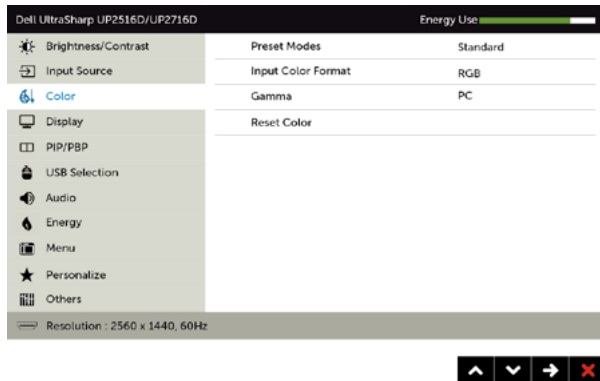 Dell UltraSharp UP2516D/UP2716D Energy Use
Brightness/Contrast Preset Modes Standard
Input Source Input Color Format RGB
Color Gamma PC
Display Reset Color
PIP/PBP
USB Selection
Audio
Energy
Menu
Personalize
Others
Resolution : 2560 x 1440, 60Hz